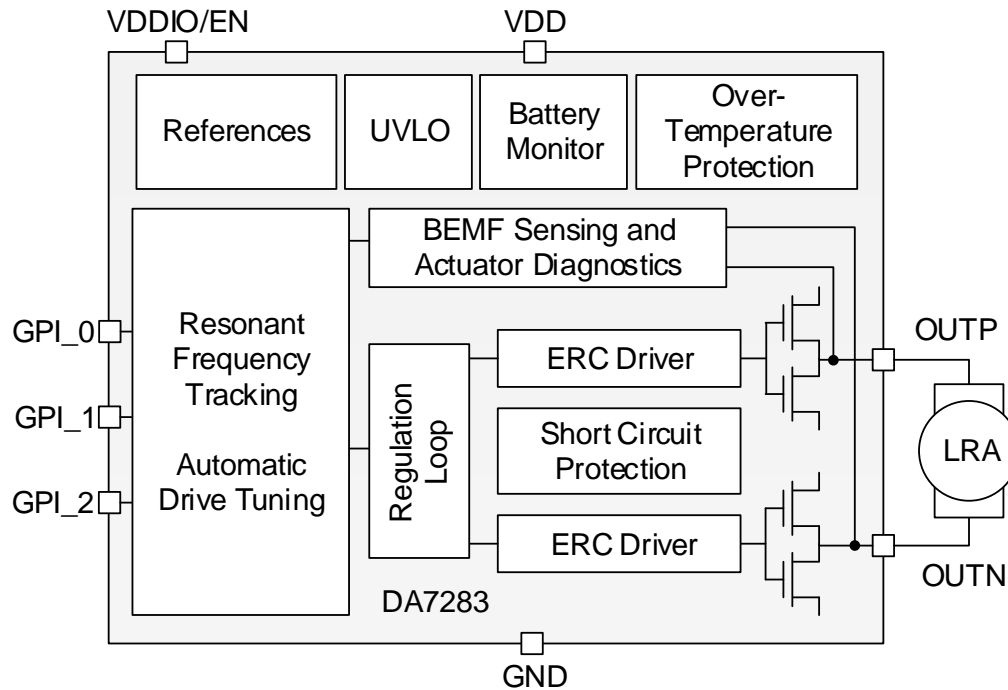 VDDIO/EN
VDD
References
UVLO
Battery
Monitor
Over-
Temperature
Protection
BEMF Sensing and
Actuator Diagnostics
GPI_0
GPI_1
GPI_2
Resonant
Frequency
Tracking
Automatic
Drive Tuning
Regulation
Loop
ERC Driver
Short Circuit
Protection
ERC Driver
OUTP
LRA
OUTN
DA7283
GND